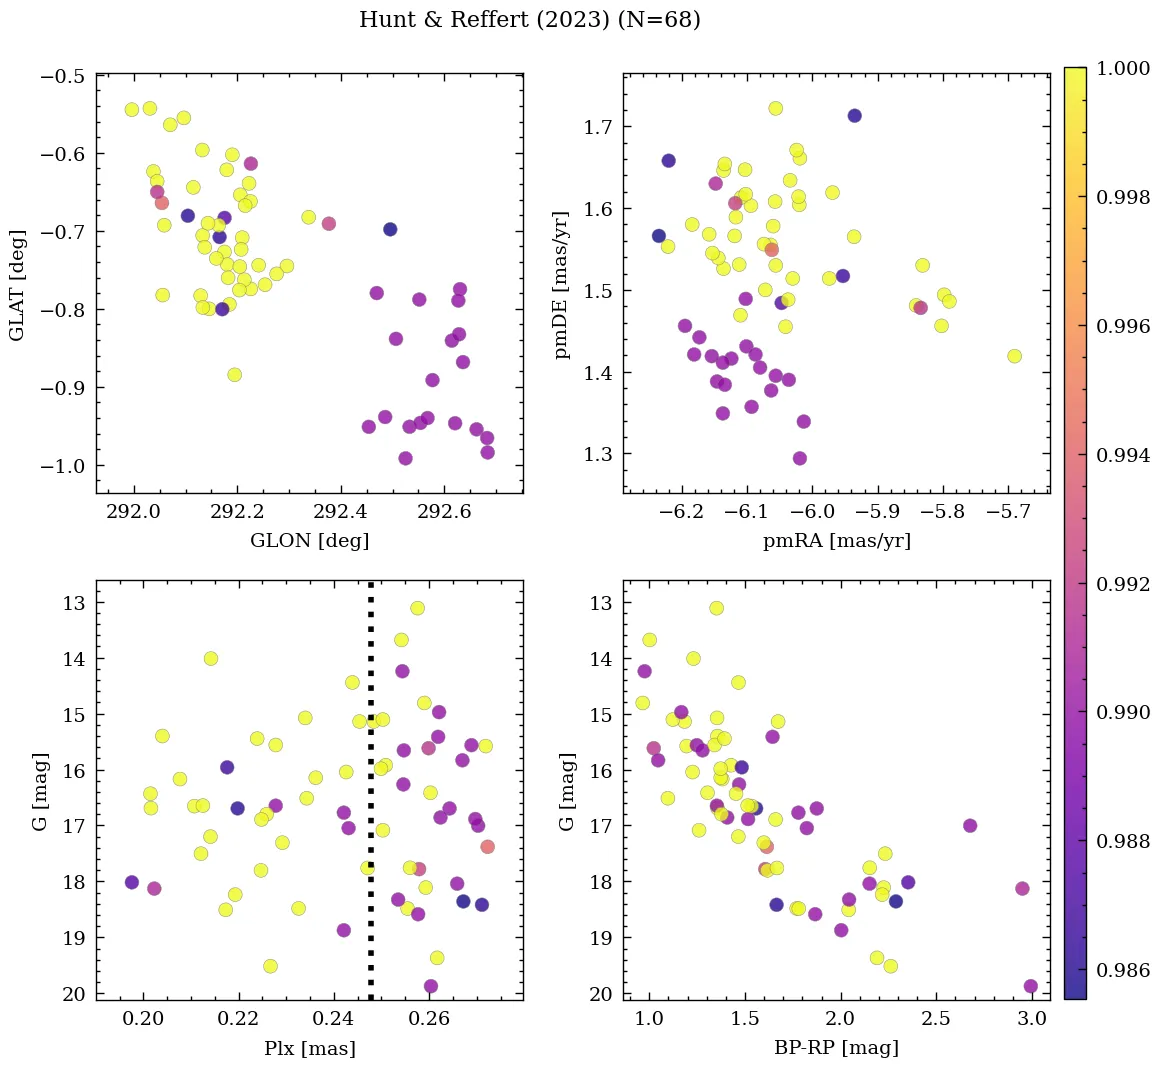 Hunt & Reffert (2023) (N=68)
−0.5
−0.6
−0.7
−0.8
−0.9
−1.0
GLAT [deg]
292.0 292.2 292.4 292.6
GLON [deg]
1.7
1.6
1.5
1.4
1.3
pmDE [mas/yr]
−6.2 −6.1 −6.0 −5.9 −5.8 −5.7
pmRA [mas/yr]
1.000
0.998
0.996
0.994
0.992
0.990
0.988
0.986
13
14
15
16
17
18
19
20
G [mag]
0.20 0.22 0.24 0.26
Plx [mas]
13
14
15
16
17
18
19
20
G [mag]
1.0 1.5 2.0 2.5 3.0
BP-RP [mag]